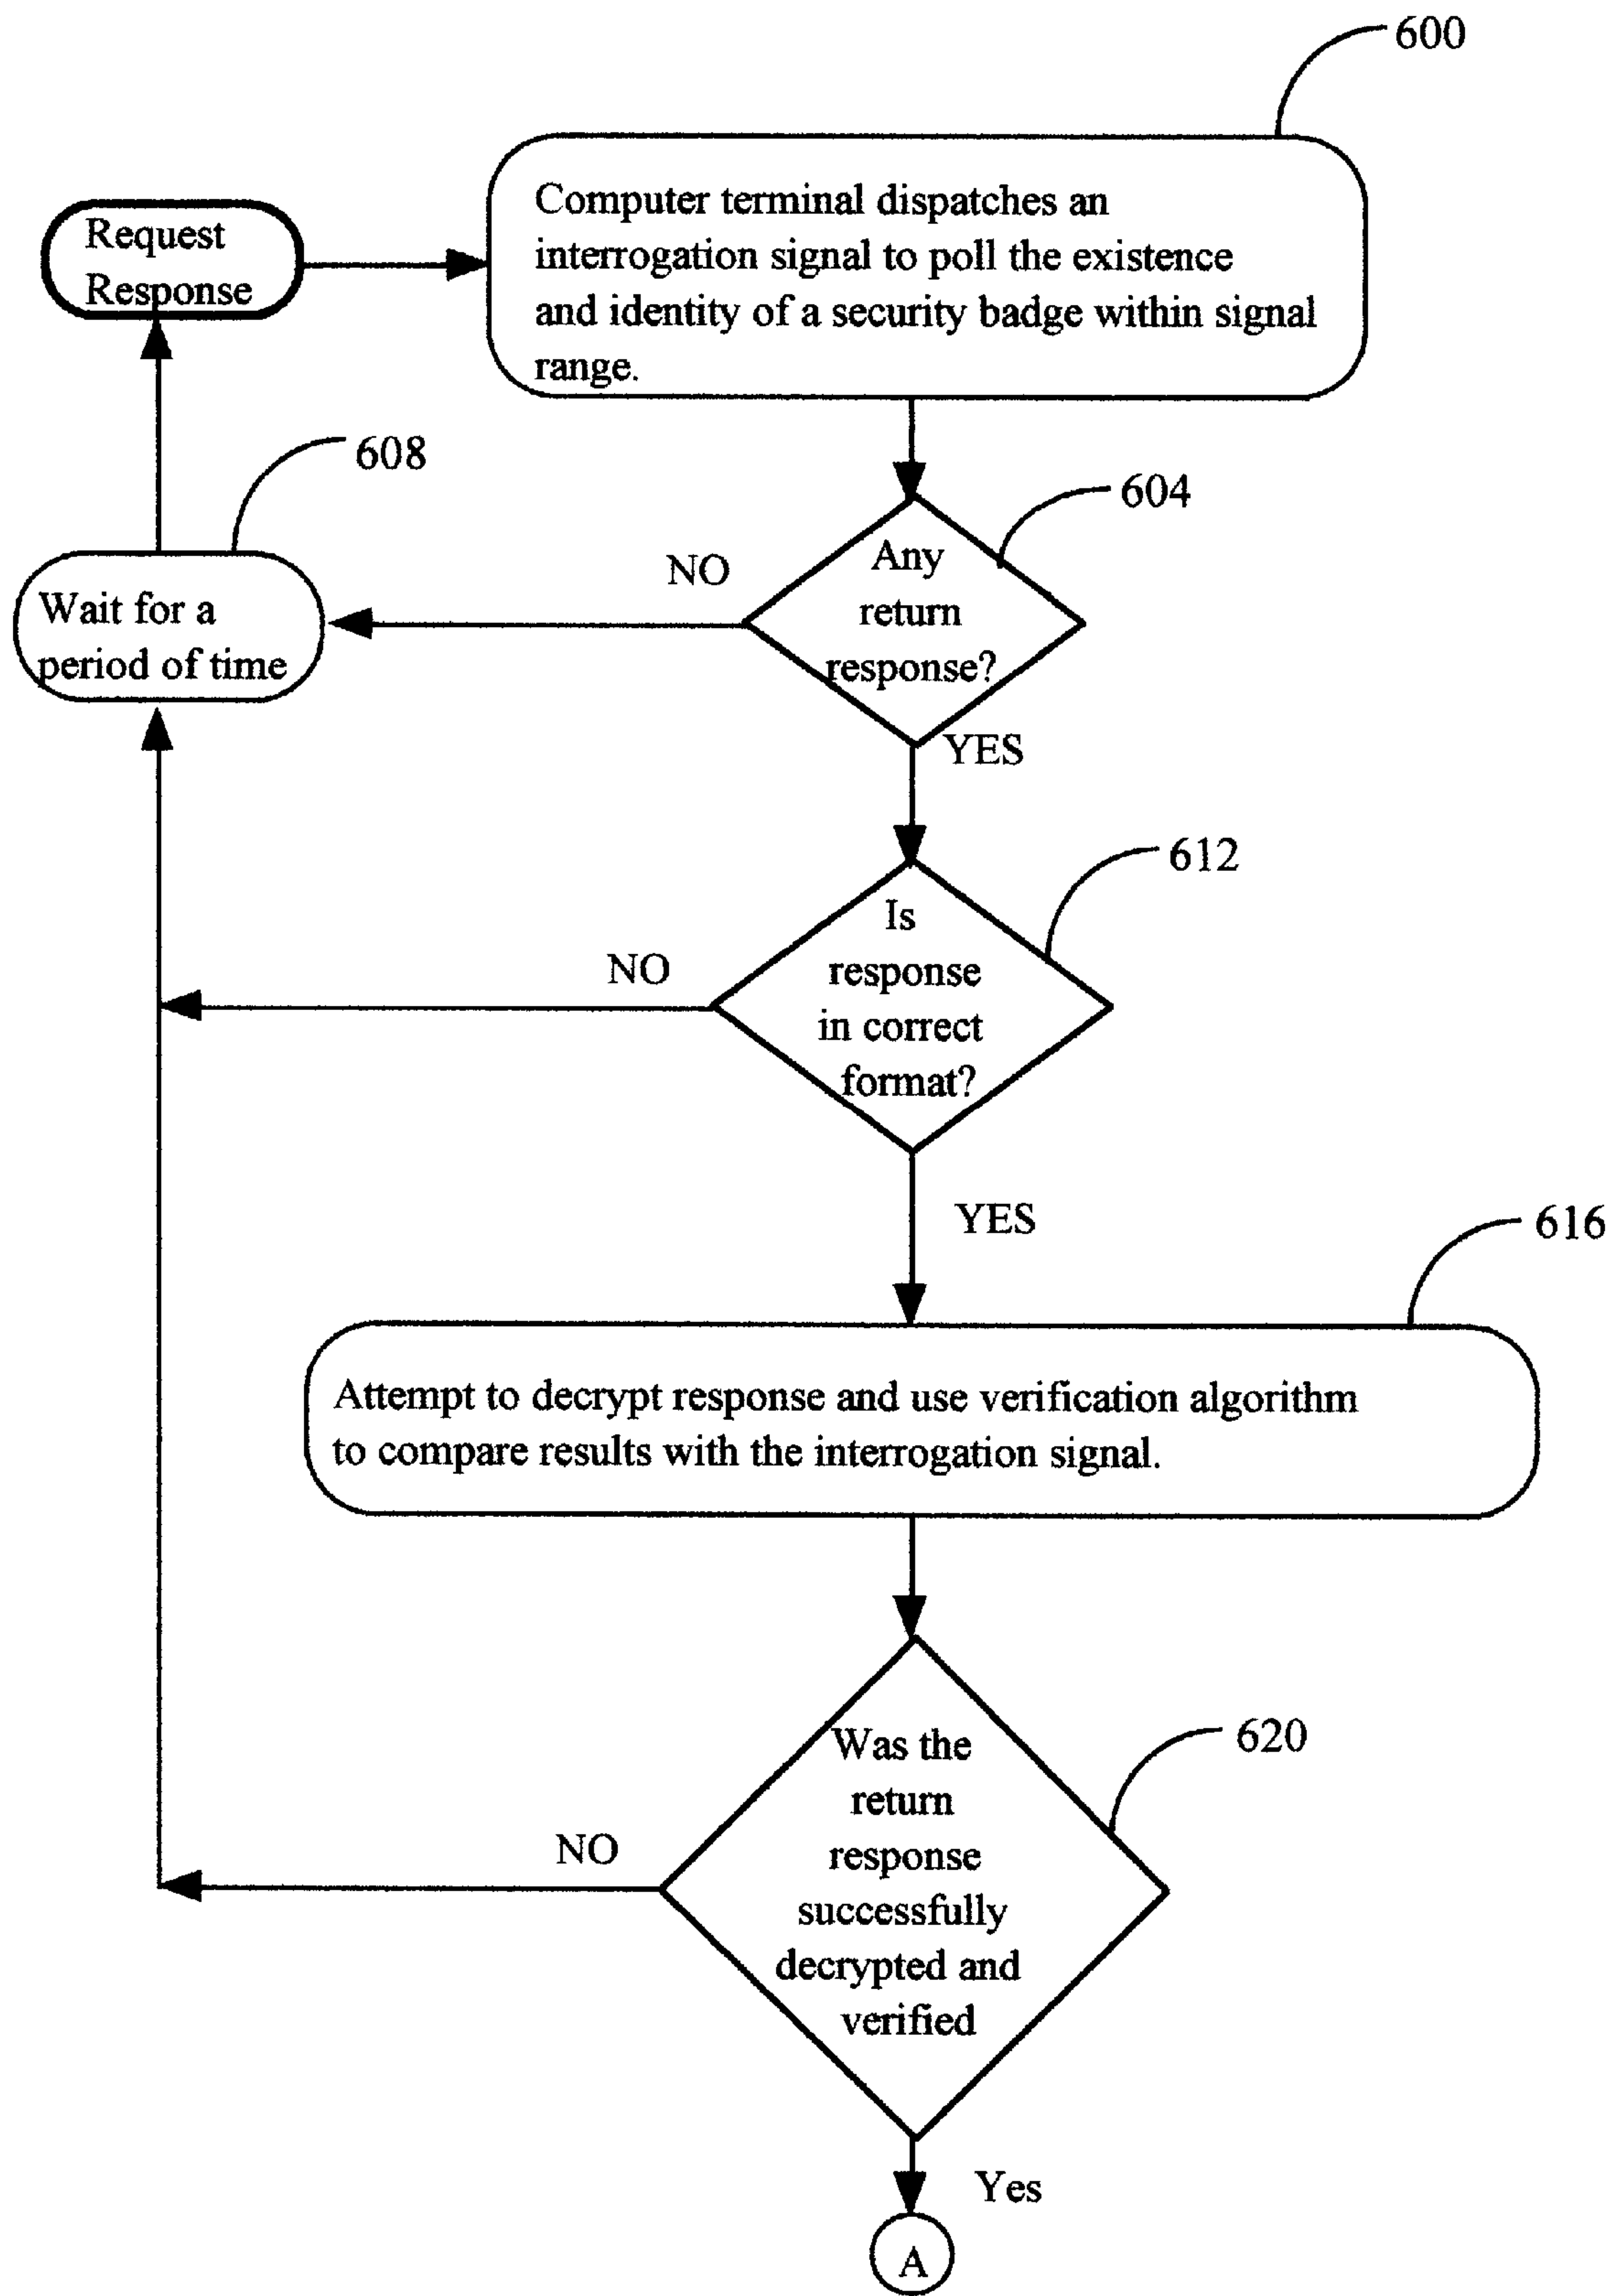 600
Request
Response
Computer terminal dispatches an
interrogation signal to poll the existence
and identity of a security badge within signal
range.
608
604
NO
Any
return
response?
Wait for a
period of time
YES
612
NO
Is
response
in correct
format?
YES
616
Attempt to decrypt response and use verification algorithm
to compare results with the interrogation signal.
620
NO
Was the
return
response
successfully
decrypted and
verified
Yes
A